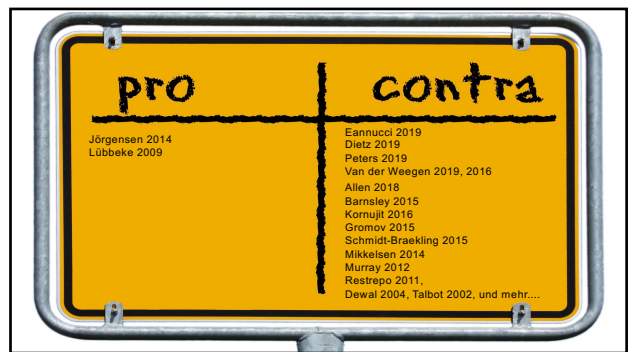 pro
contra
Jörgensen 2014
Lübbeke 2009
Eannucci 2019
Dietz 2019
Peters 2019
Van der Weegen 2019, 2016
Allen 2018
Barnsley 2015
Kornujit 2016
Gromov 2015
Schmidt-Braekling 2015
Mikkelsen 2014
Murray 2012
Restrepo 2011,
Dewal 2004, Talbot 2002, und mehr....